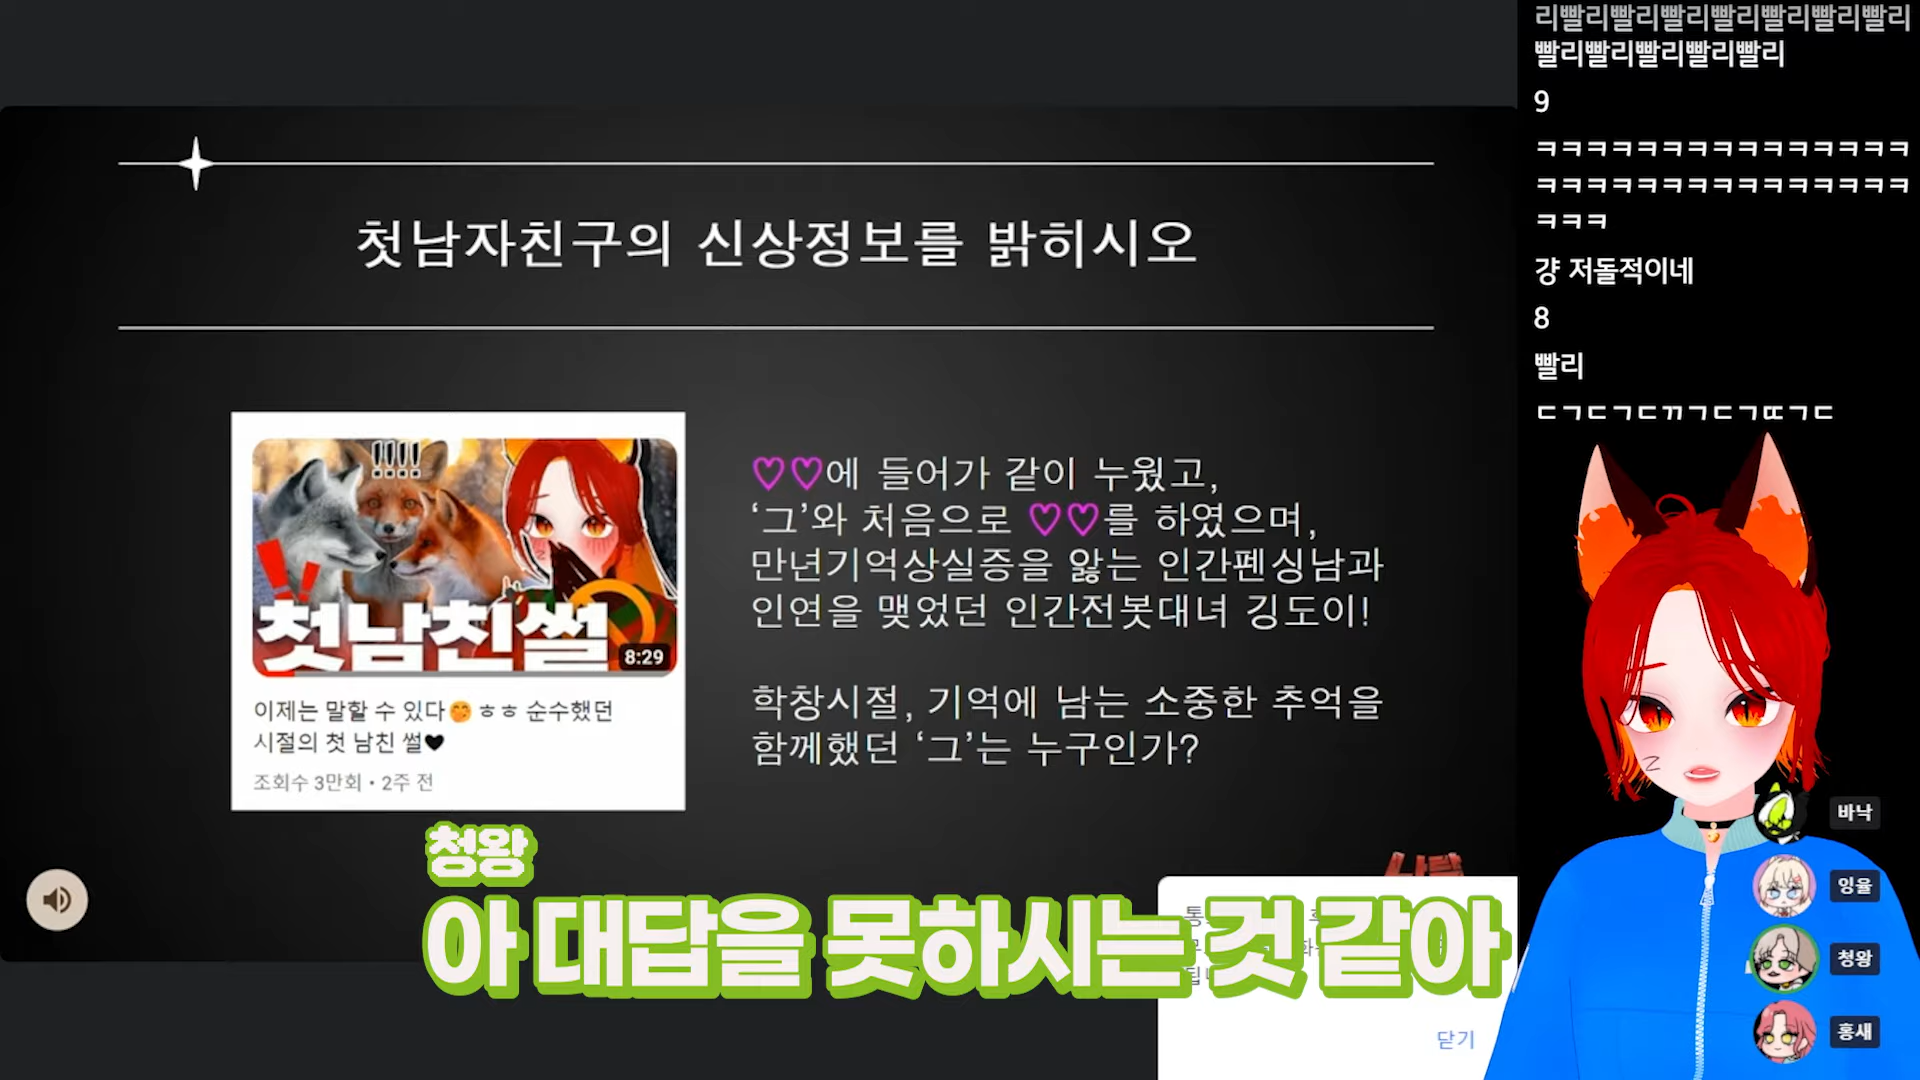 첫남자친구의 신상정보를 밝히시오
!!!!
첫남친썰
8:29
이제는 말할 수 있다🤭 ㅎㅎ 순수했던
시절의 첫 남친 썰🖤
조회수 3만회 • 2주 전
♡♡에 들어가 같이 누웠고,
‘그’와 처음으로 ♡♡를 하였으며,
만년기억상실증을 앓는 인간펜싱남과
인연을 맺었던 인간전봇대녀 깅도이!
학창시절, 기억에 남는 소중한 추억을
함께했던 ‘그’는 누구인가?
청왕
아 대답을 못하시는 것 같아
닫기
리빨리빨리빨리빨리빨리빨리빨리
빨리빨리빨리빨리빨리
9
ㅋㅋㅋㅋㅋㅋㅋㅋㅋㅋㅋㅋㅋㅋㅋ
ㅋㅋㅋㅋㅋㅋㅋㅋㅋㅋㅋㅋㅋㅋㅋ
ㅋㅋㅋ
걍 저돌적이네
8
빨리
ㄷㄱㄷㄱㄷㄲㄱㄷㄱㄸㄱㄷ
바낙
잉율
청왕
홍새